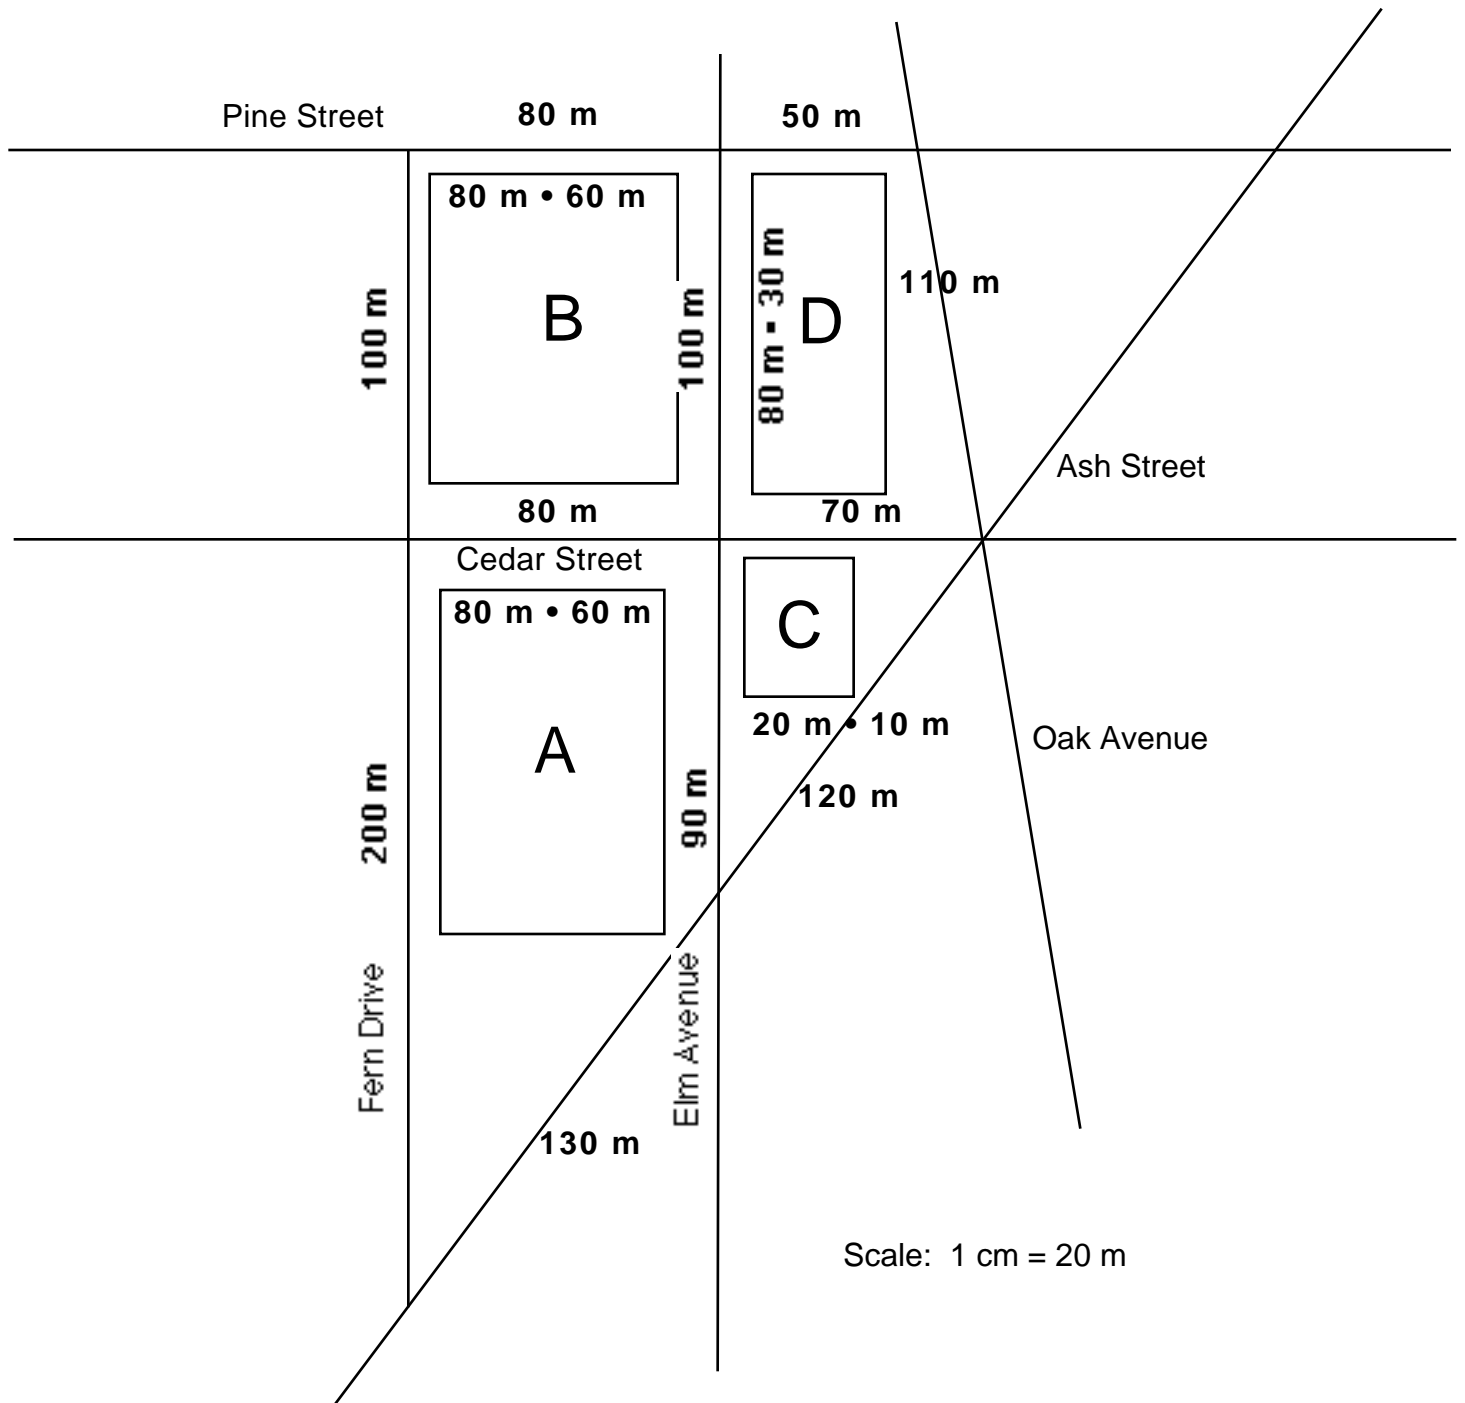 Pine Street
80 m
50 m
80 m • 60 m
80 m • 30 m
110 m
100 m
B
100 m
D
Ash Street
80 m
70 m
Cedar Street
80 m • 60 m
C
20 m • 10 m
Oak Avenue
A
200 m
90 m
120 m
Fern Drive
Elm Avenue
130 m
Scale: 1 cm = 20 m